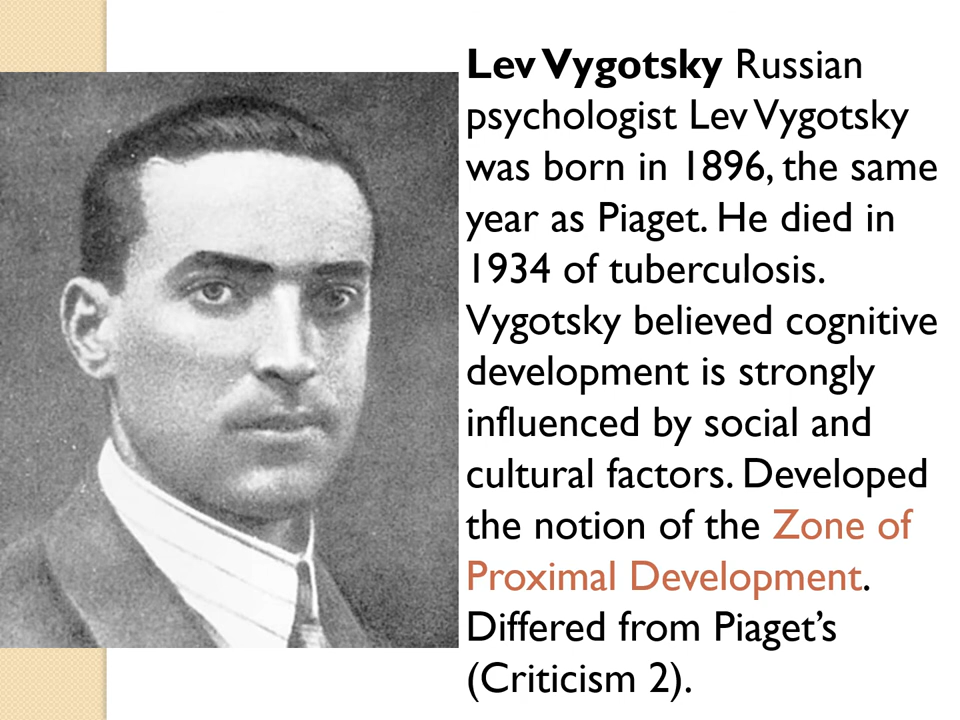 Lev Vygotsky Russian
psychologist Lev Vygotsky
was born in 1896, the same
year as Piaget. He died in
1934 of tuberculosis.
Vygotsky believed cognitive
development is strongly
influenced by social and
cultural factors. Developed
the notion of the Zone of
Proximal Development.
Differed from Piaget’s
(Criticism 2).